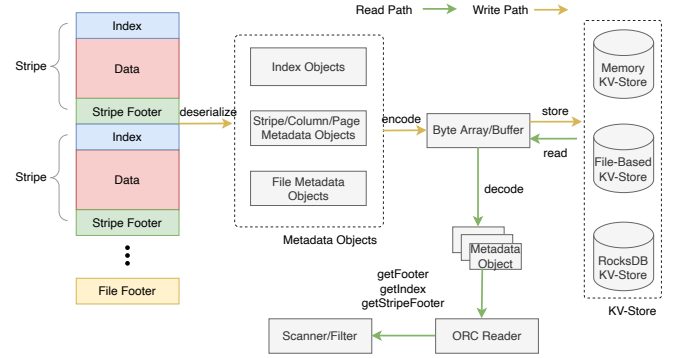 Read Path
Write Path
Index
Data
Stripe Footer
Stripe
Index
Data
Stripe Footer
Stripe
File Footer
deserialize
Index Objects
Stripe/Column/Page
Metadata Objects
File Metadata
Objects
Metadata Objects
encode
Byte Array/Buffer
store
read
decode
Memory
KV-Store
File-Based
KV-Store
RocksDB
KV-Store
KV-Store
Metadata
Object
getFooter
getIndex
getStripeFooter
Scanner/Filter
ORC Reader